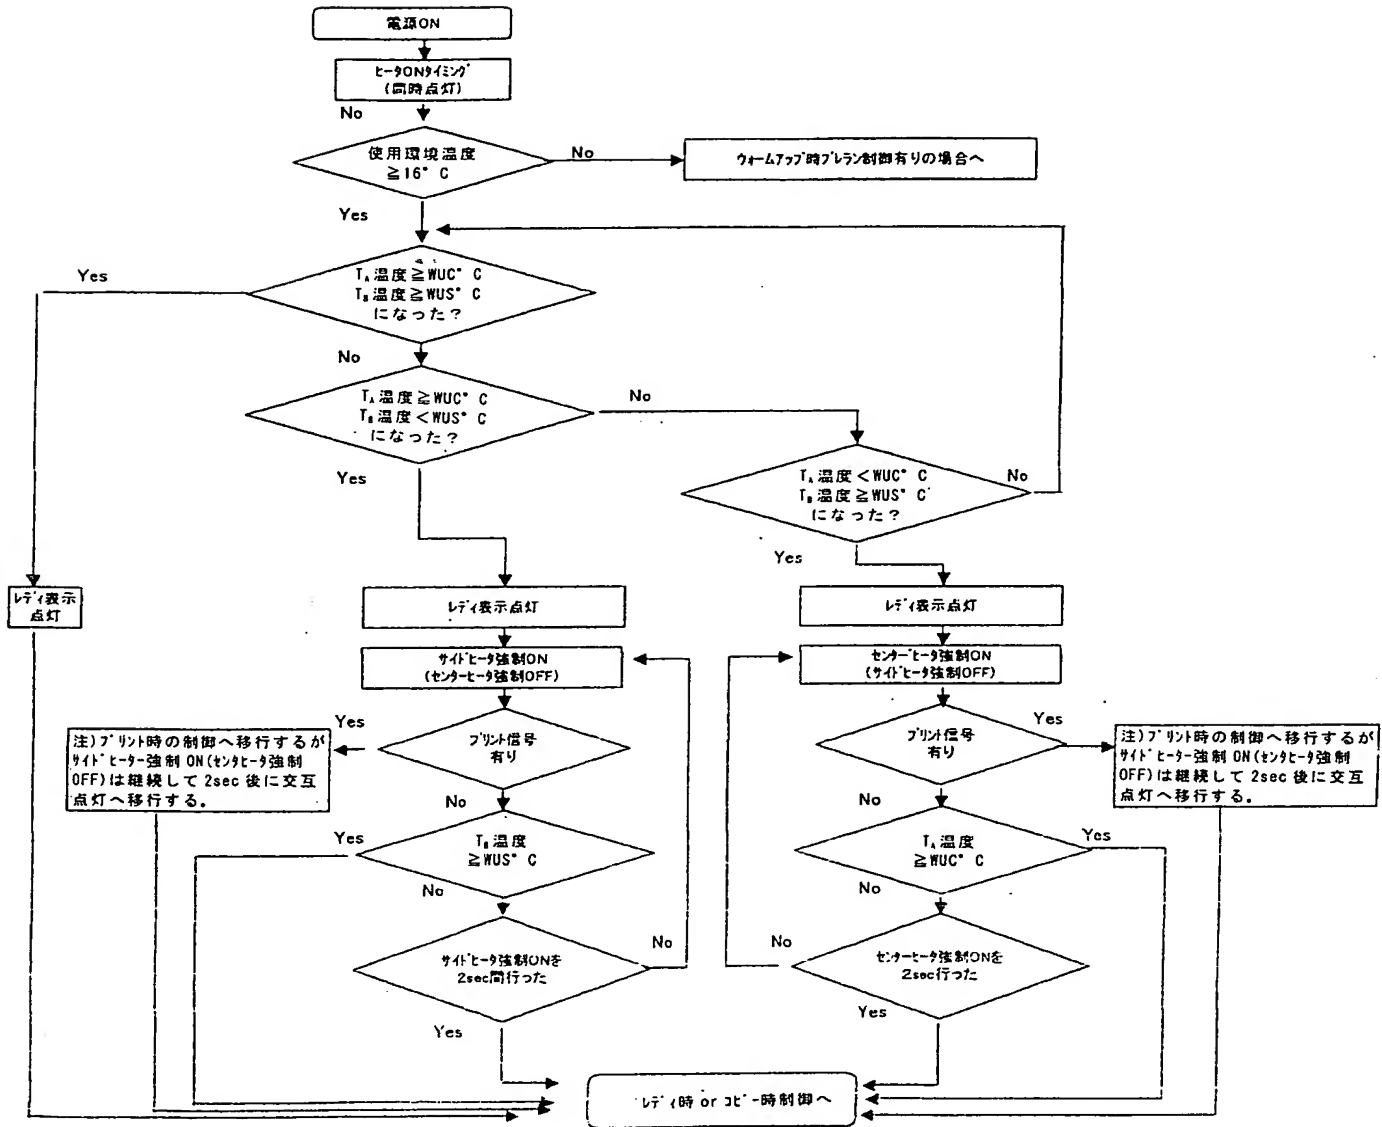 電源ON
ﾋｰﾀONﾀｲﾐﾝｸﾞ
(同時点灯)
No
使用環境温度
≧16°C
No
ｳｫｰﾑｱｯﾌﾟ時ﾌﾟﾚﾗﾝ制御有りの場合へ
Yes
Yes
TA温度≧WUC°C
TB温度≧WUS°C
になった？
No
TA温度≧WUC°C
TB温度＜WUS°C
になった？
No
Yes
TA温度＜WUC°C
TB温度≧WUS°C
になった？
No
Yes
ﾚﾃﾞｨ表示
点灯
ﾚﾃﾞｨ表示点灯
ﾚﾃﾞｨ表示点灯
ｻｲﾄﾞﾋｰﾀ強制ON
(ｾﾝﾀｰﾋｰﾀ強制OFF)
ｾﾝﾀｰﾋｰﾀ強制ON
(ｻｲﾄﾞﾋｰﾀ強制OFF)
Yes
ﾌﾟﾘﾝﾄ信号
有り
ﾌﾟﾘﾝﾄ信号
有り
Yes
注)ﾌﾟﾘﾝﾄ時の制御へ移行するが
ｻｲﾄﾞﾋｰﾀｰ強制ON(ｾﾝﾀﾋｰﾀ強制
OFF)は継続して2sec後に交互
点灯へ移行する。
注)ﾌﾟﾘﾝﾄ時の制御へ移行するが
ｻｲﾄﾞﾋｰﾀｰ強制ON(ｾﾝﾀﾋｰﾀ強制
OFF)は継続して2sec後に交互
点灯へ移行する。
No
No
Yes
TB温度
≧WUS°C
TA温度
≧WUC°C
Yes
No
No
ｻｲﾄﾞﾋｰﾀ強制ONを
2sec間行った
No
No
ｾﾝﾀｰﾋｰﾀ強制ONを
2sec行った
Yes
Yes
ﾚﾃﾞｨ時 or ｺﾋﾟｰ時制御へ